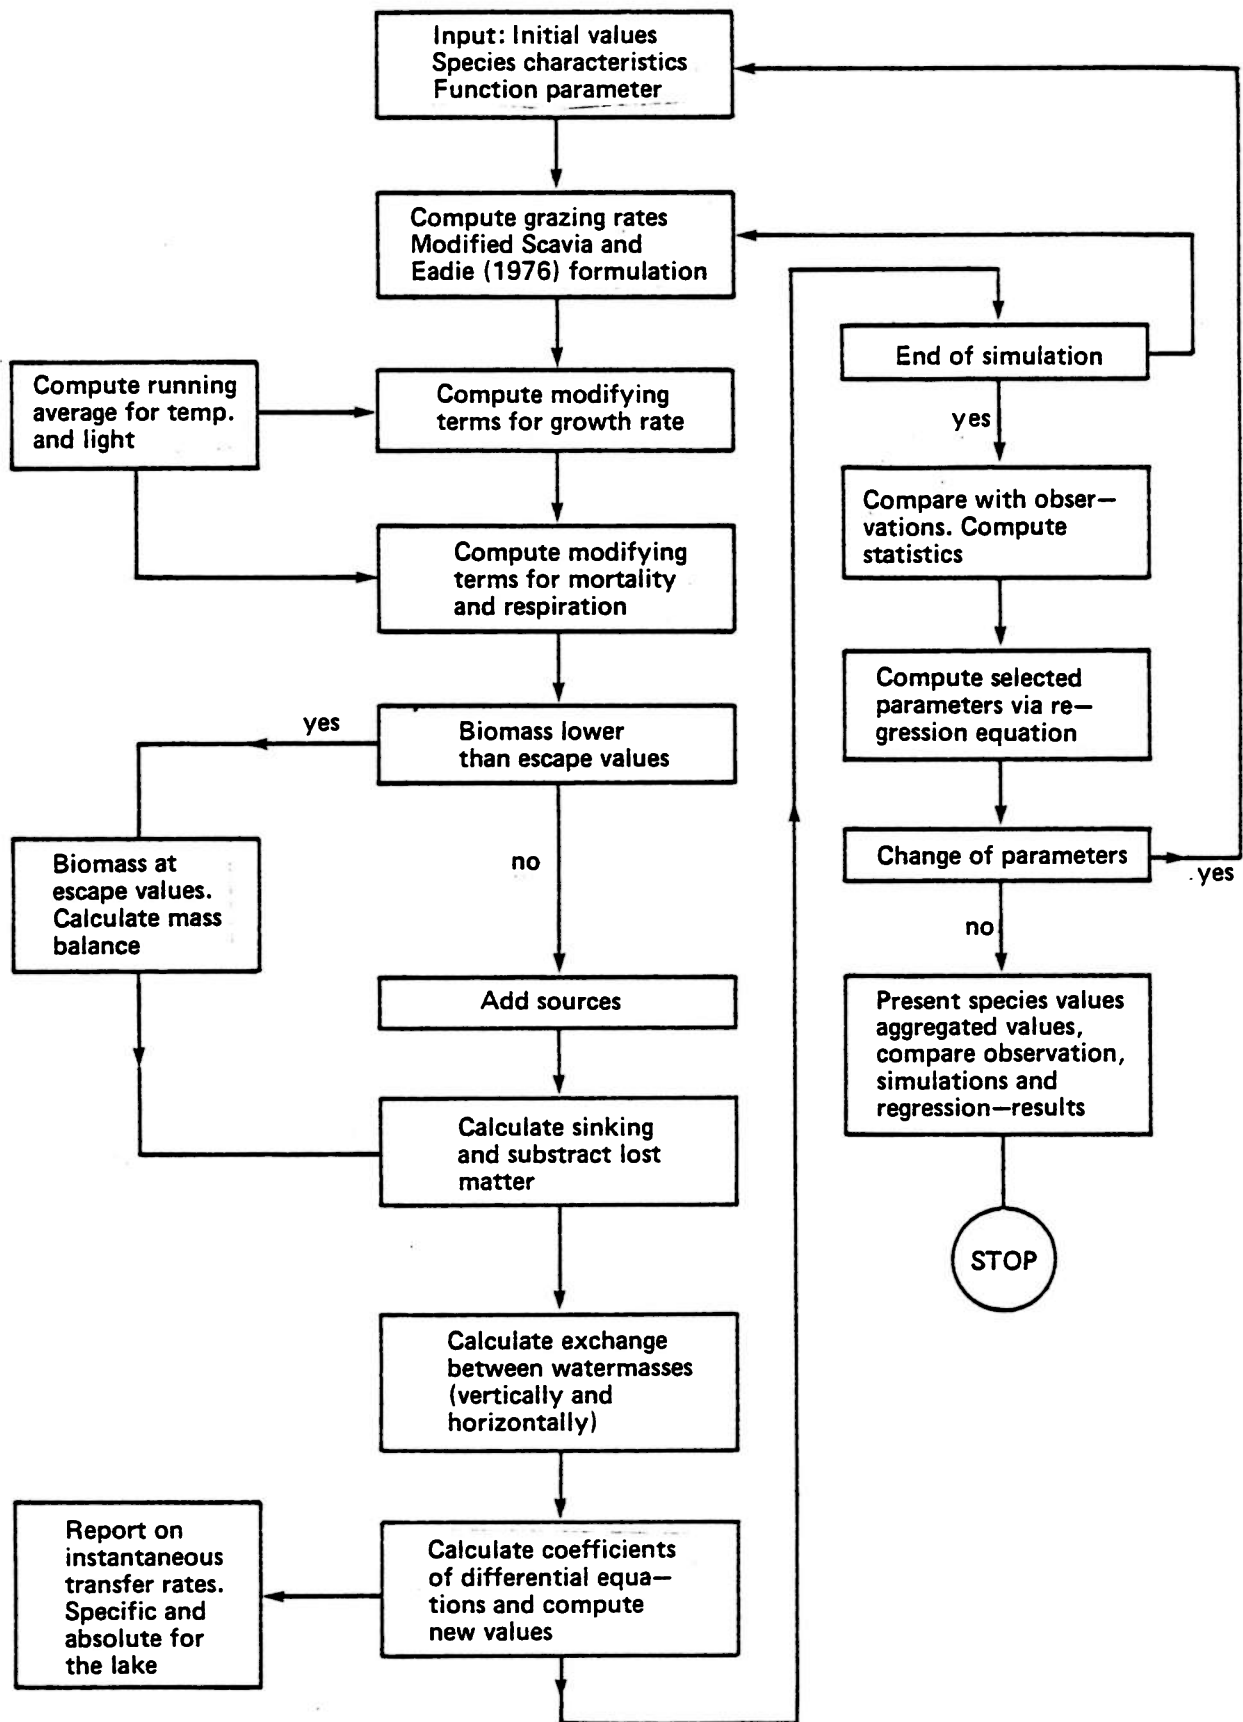 Input: Initial values
Species characteristics
Function parameter
Compute grazing rates
Modified Scavia and
Eadie (1976) formulation
Compute running
average for temp.
and light
Compute modifying
terms for growth rate
Compute modifying
terms for mortality
and respiration
yes
Biomass lower
than escape values
no
Biomass at
escape values.
Calculate mass
balance
Add sources
Calculate sinking
and substract lost
matter
Calculate exchange
between watermasses
(vertically and
horizontally)
Calculate coefficients
of differential equa—
tions and compute
new values
Report on
instantaneous
transfer rates.
Specific and
absolute for
the lake
End of simulation
yes
Compare with obser—
vations. Compute
statistics
Compute selected
parameters via re—
gression equation
Change of parameters
yes
no
Present species values
aggregated values,
compare observation,
simulations and
regression—results
STOP